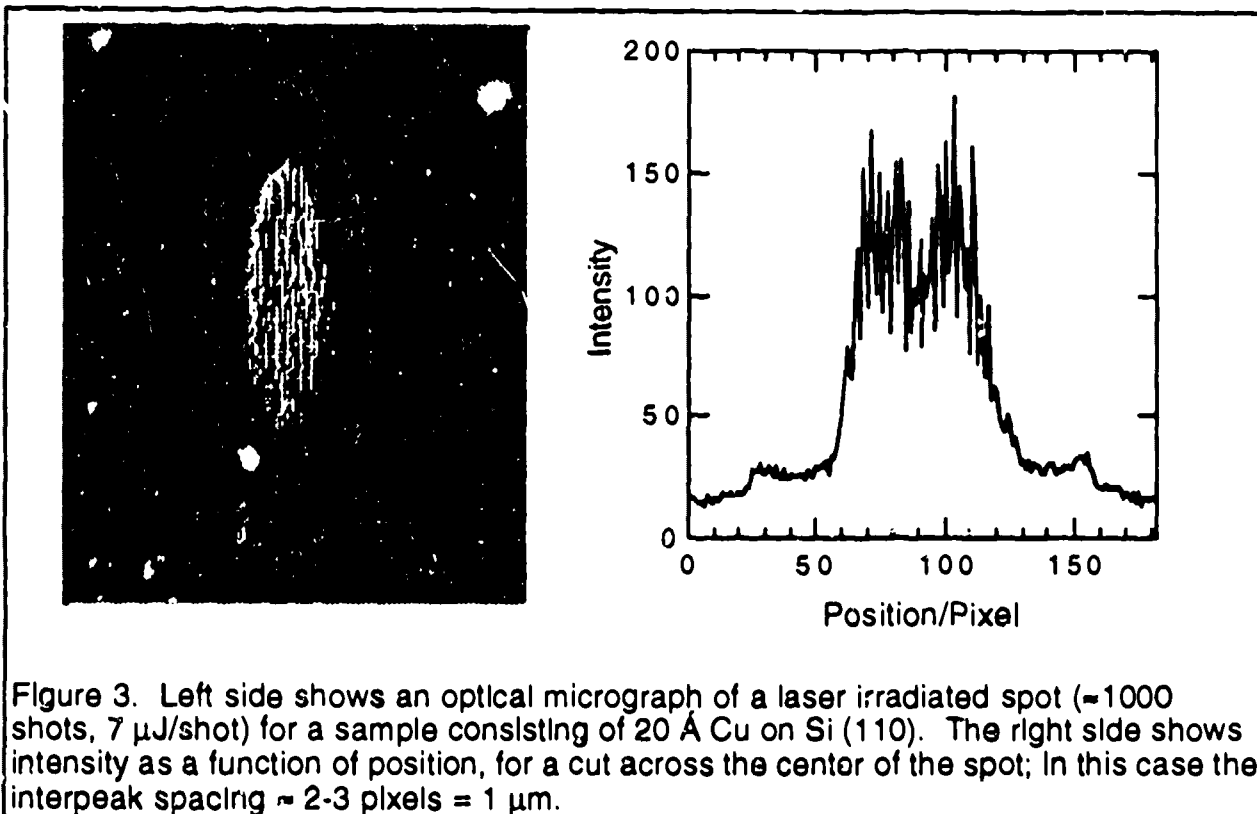 200
150
100
50
0
Intensity
0 50 100 150
Position/Pixel
Figure 3. Left side shows an optical micrograph of a laser irradiated spot (≈1000
shots, 7 µJ/shot) for a sample consisting of 20 Å Cu on Si (110). The right side shows
intensity as a function of position, for a cut across the center of the spot; In this case the
interpeak spacing ≈ 2-3 pixels = 1 µm.